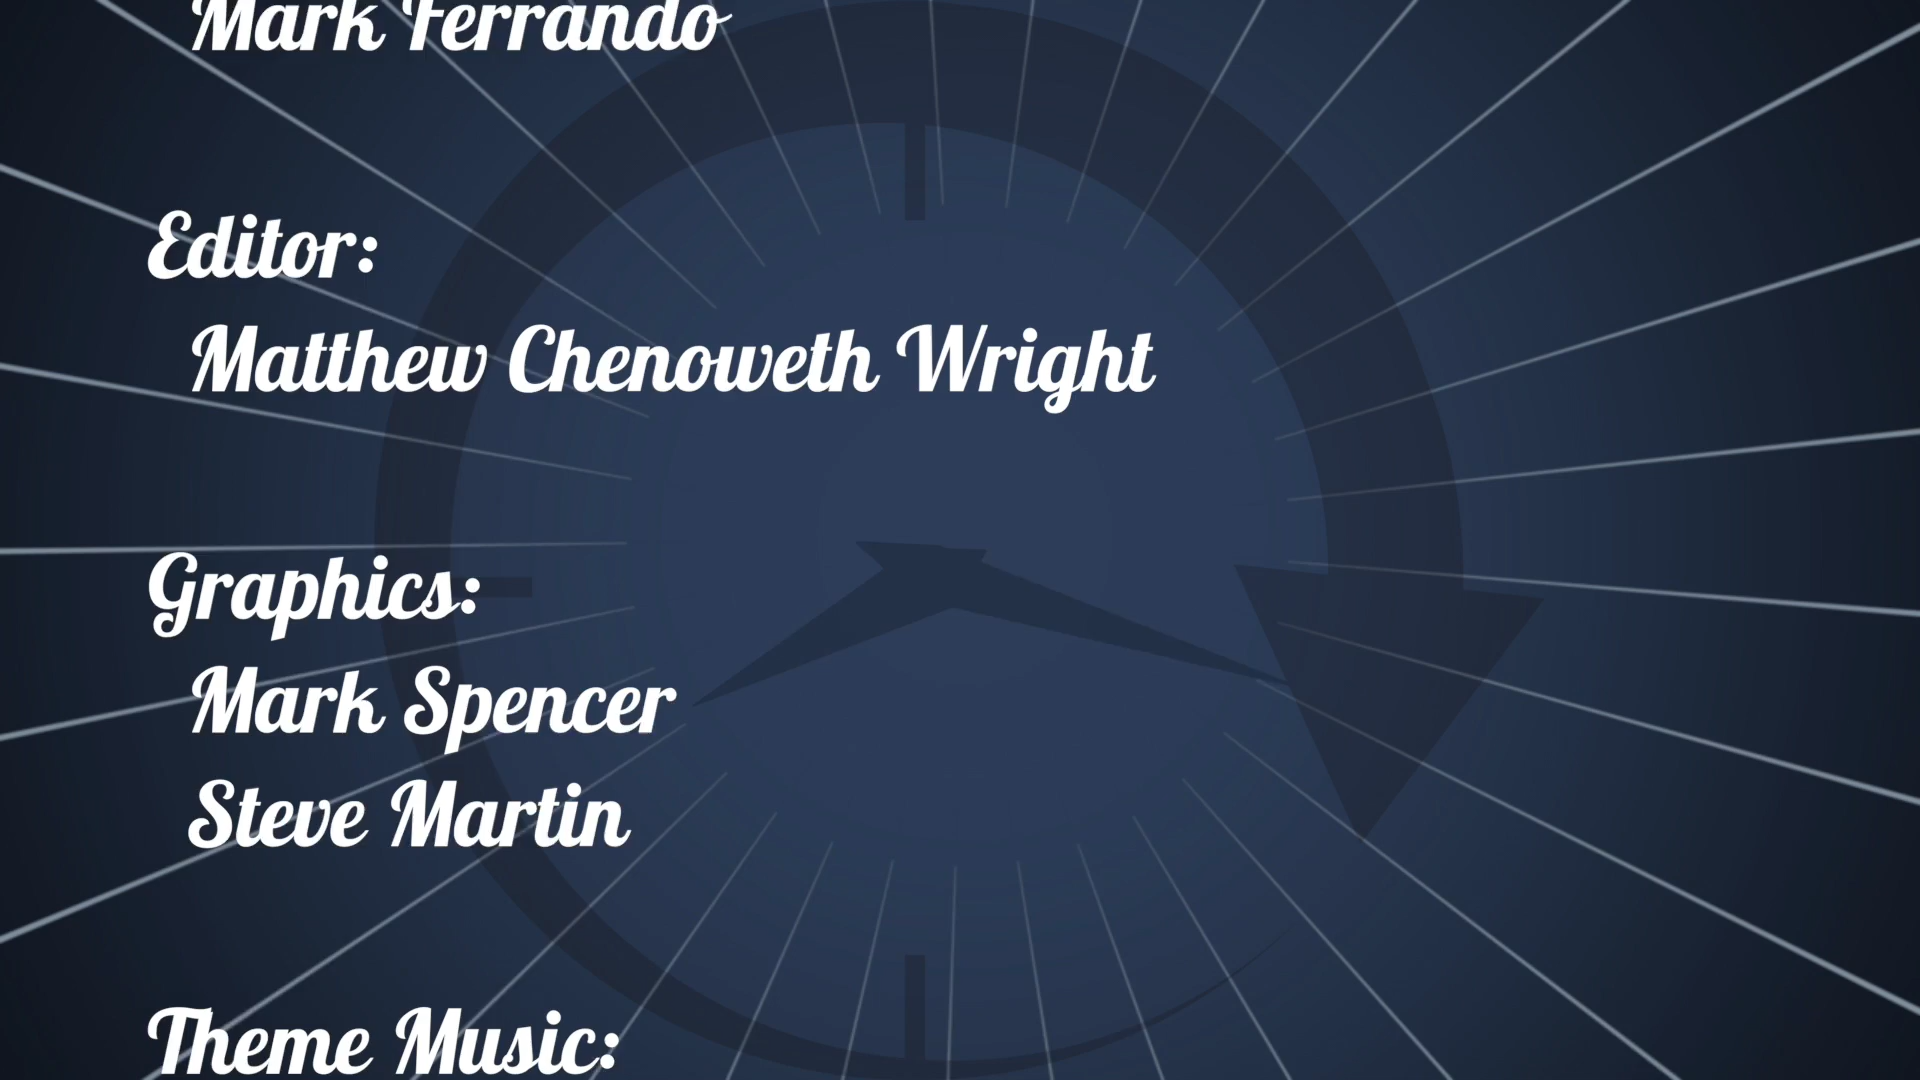 Mark Ferrando
Editor:
Matthew Chenoweth Wright
Graphics:
Mark Spencer
Steve Martin
Theme Music: